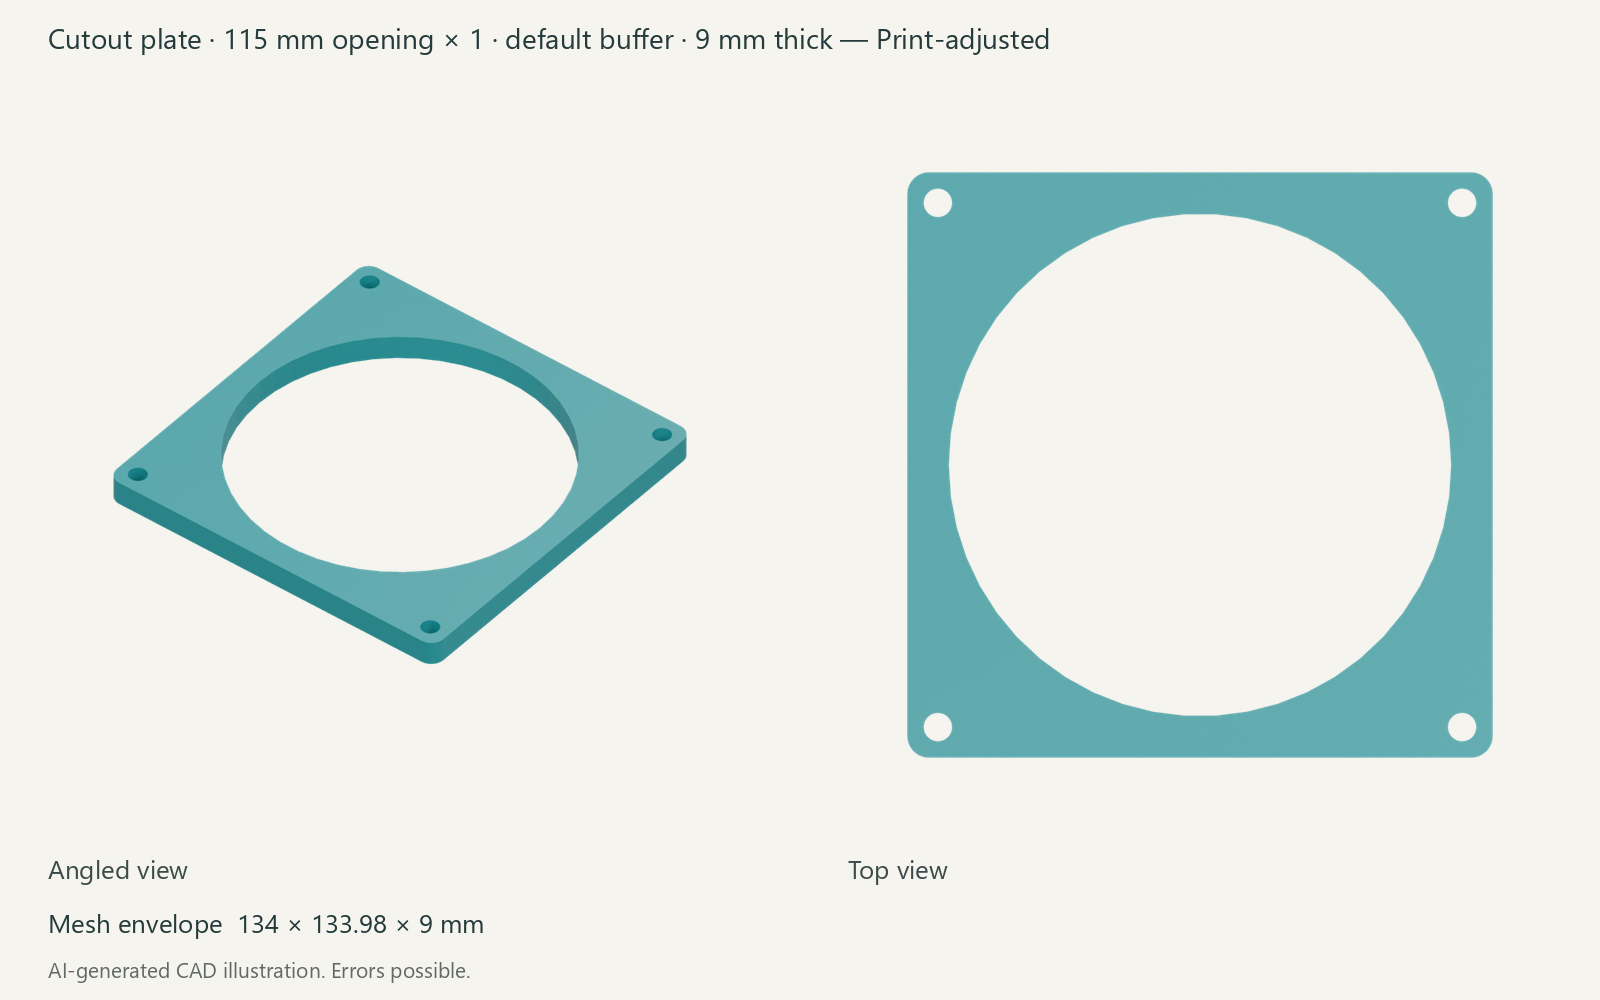 Cutout plate · 115 mm opening × 1 · default buffer · 9 mm thick — Print-adjusted
Angled view
Top view
Mesh envelope 134 × 133.98 × 9 mm
AI-generated CAD illustration. Errors possible.